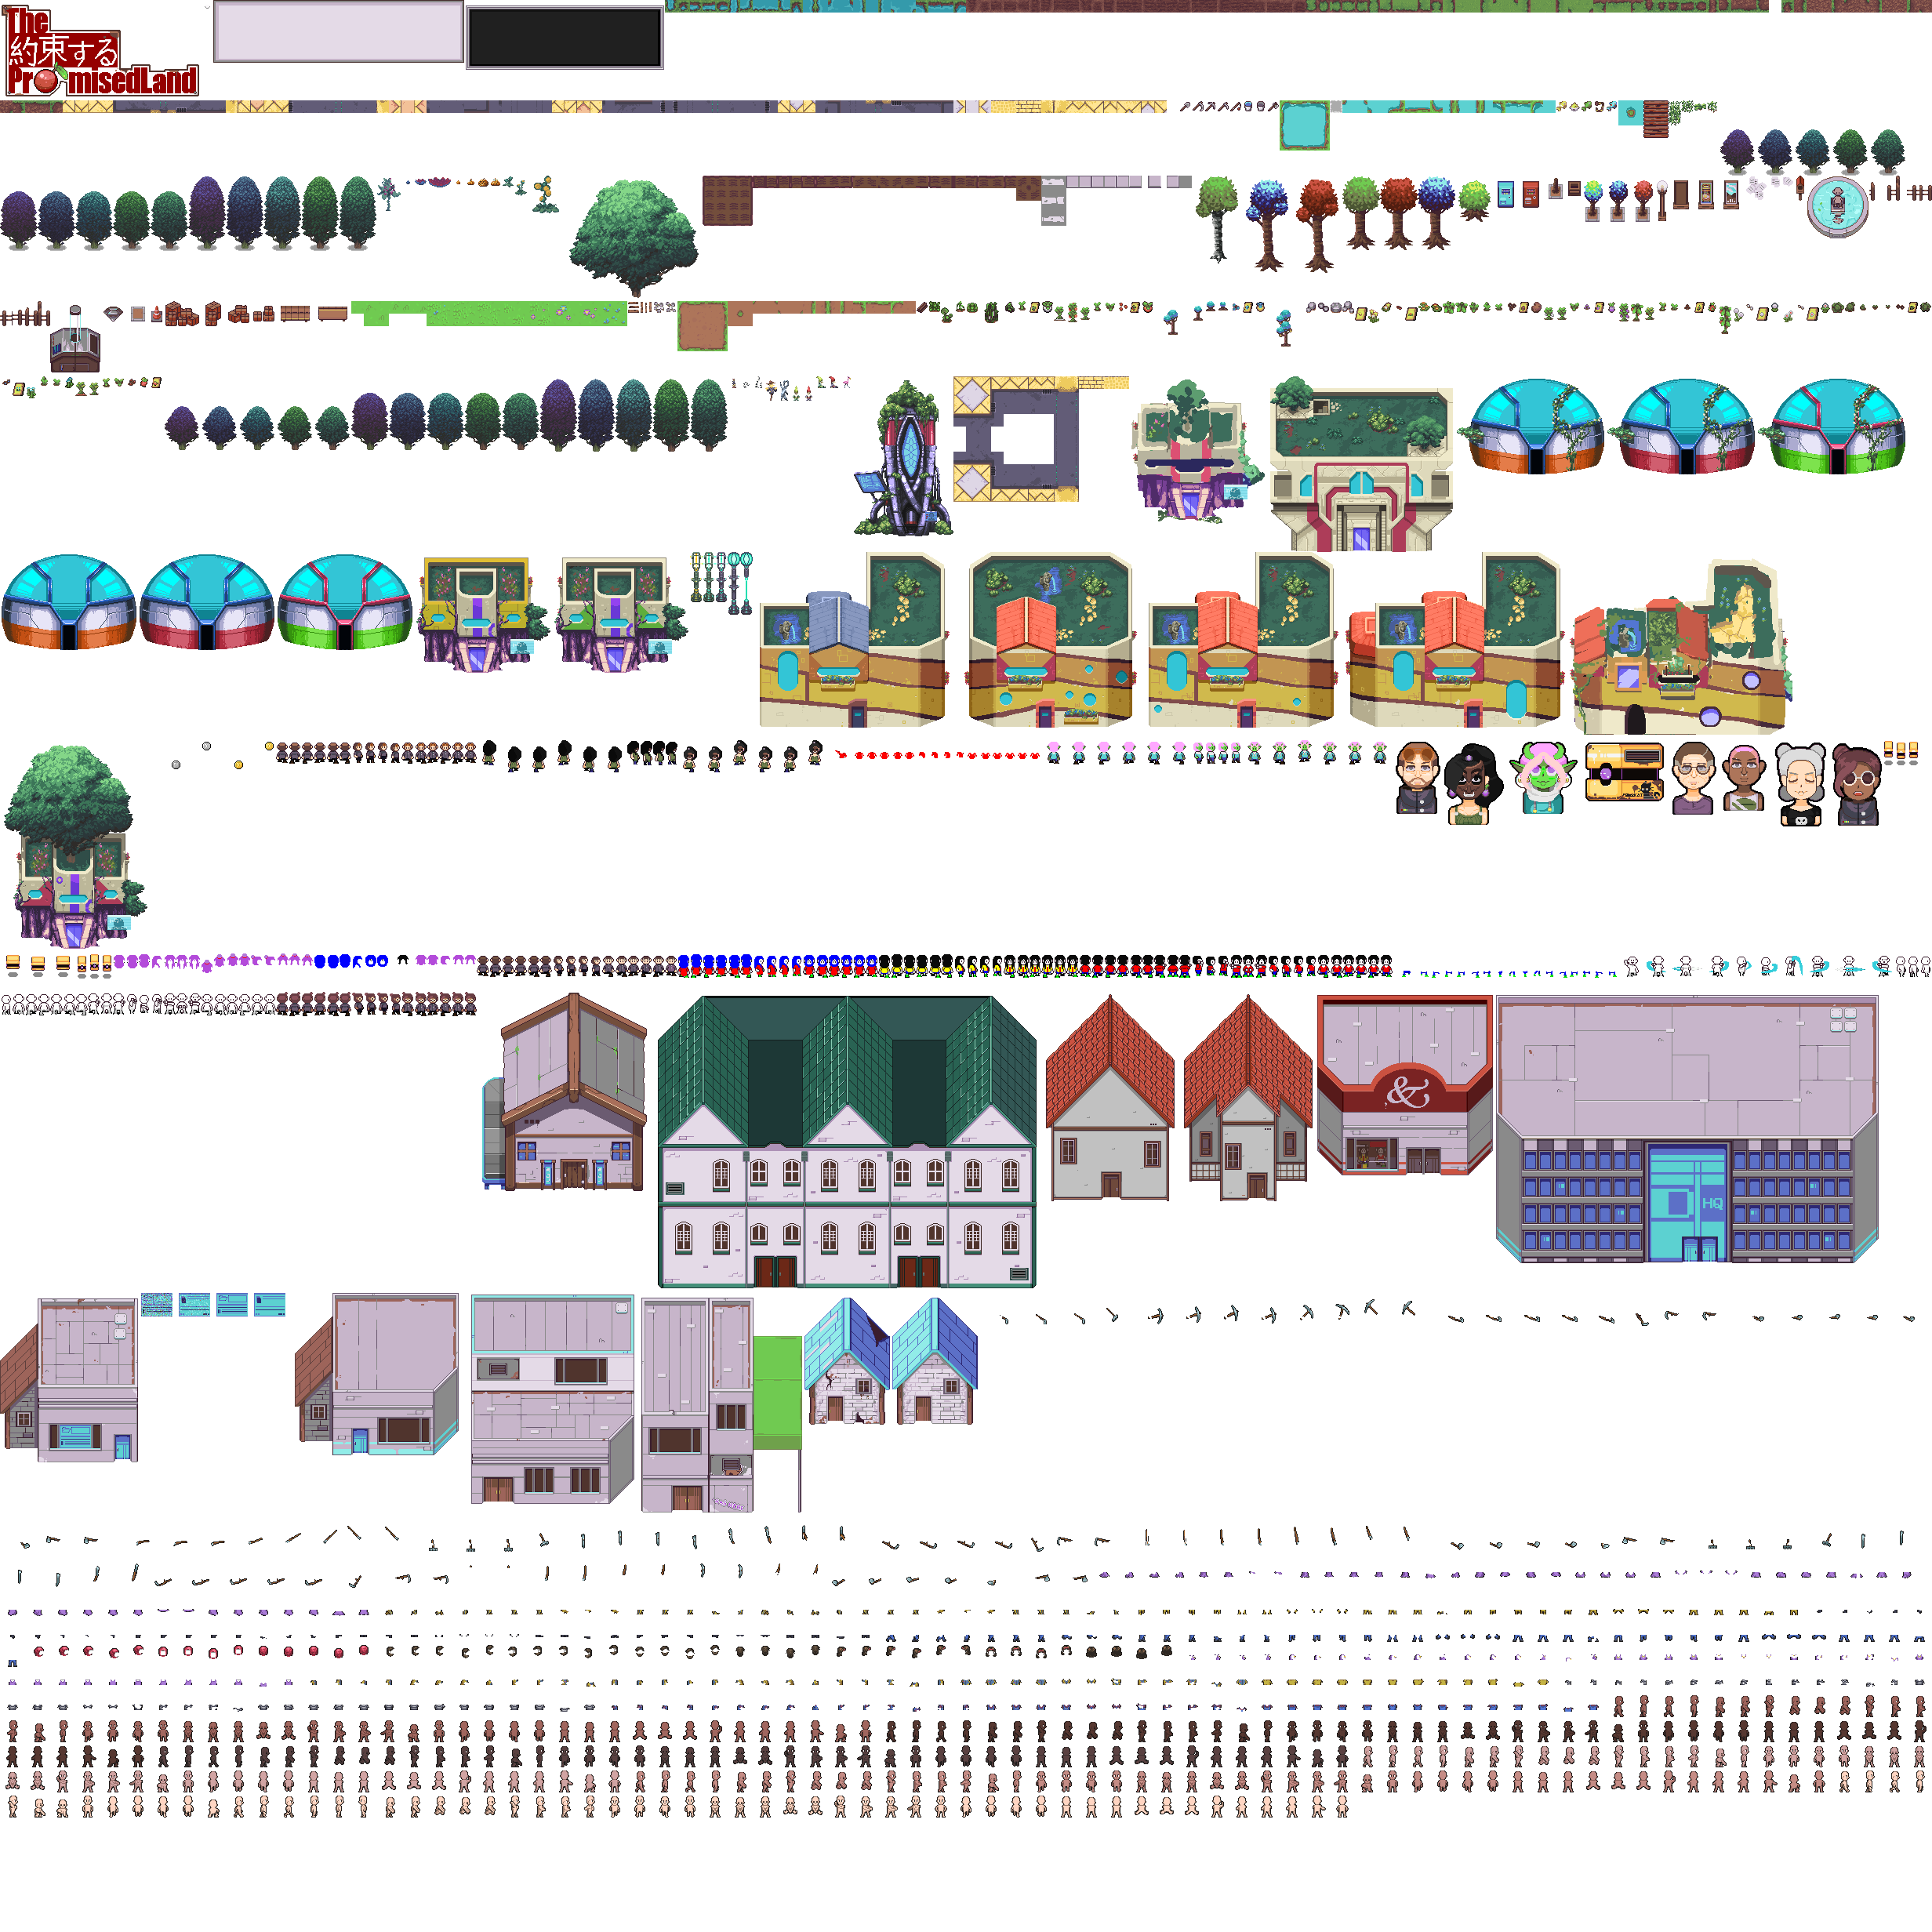 The
約束する
PromisedLand
&
HQ